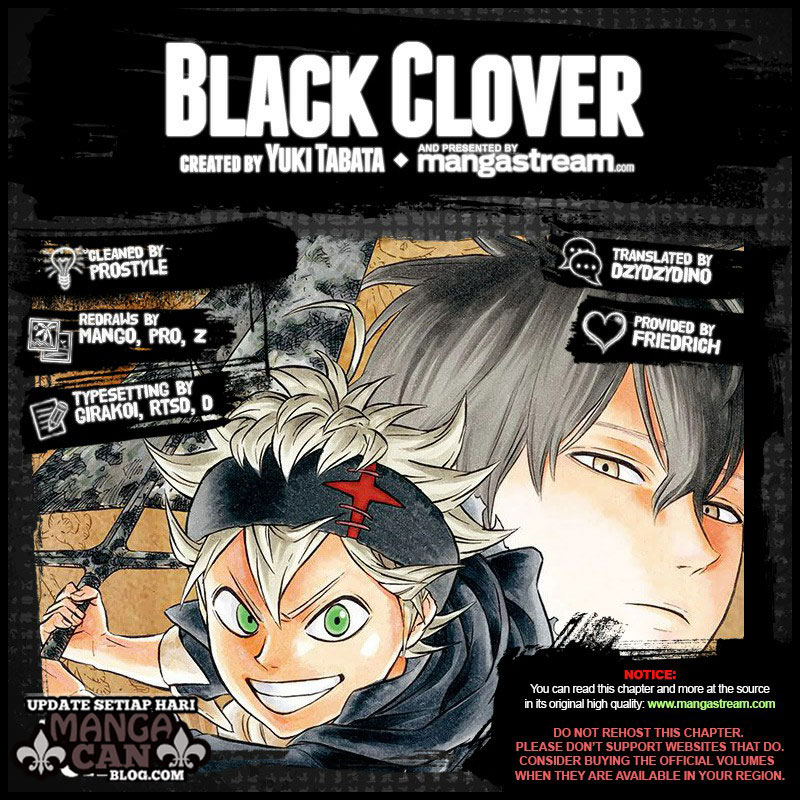 BLACK CLOVER
CREATED BY YUKI TABATA ◆ AND PRESENTED BY mangastream.com
CLEANED BY
PROSTYLE
REDRAWS BY
MANGO, PRO, Z
TYPESETTING BY
GIRAKOI, RTSD, D
TRANSLATED BY
DZYDZYDINO
PROVIDED BY
FRIEDRICH
NOTICE:
You can read this chapter and more at the source
in its original high quality: www.mangastream.com
DO NOT REHOST THIS CHAPTER.
PLEASE DON'T SUPPORT WEBSITES THAT DO.
CONSIDER BUYING THE OFFICIAL VOLUMES
WHEN THEY ARE AVAILABLE IN YOUR REGION.
UPDATE SETIAP HARI
MANGA
CAN
BLOG.COM